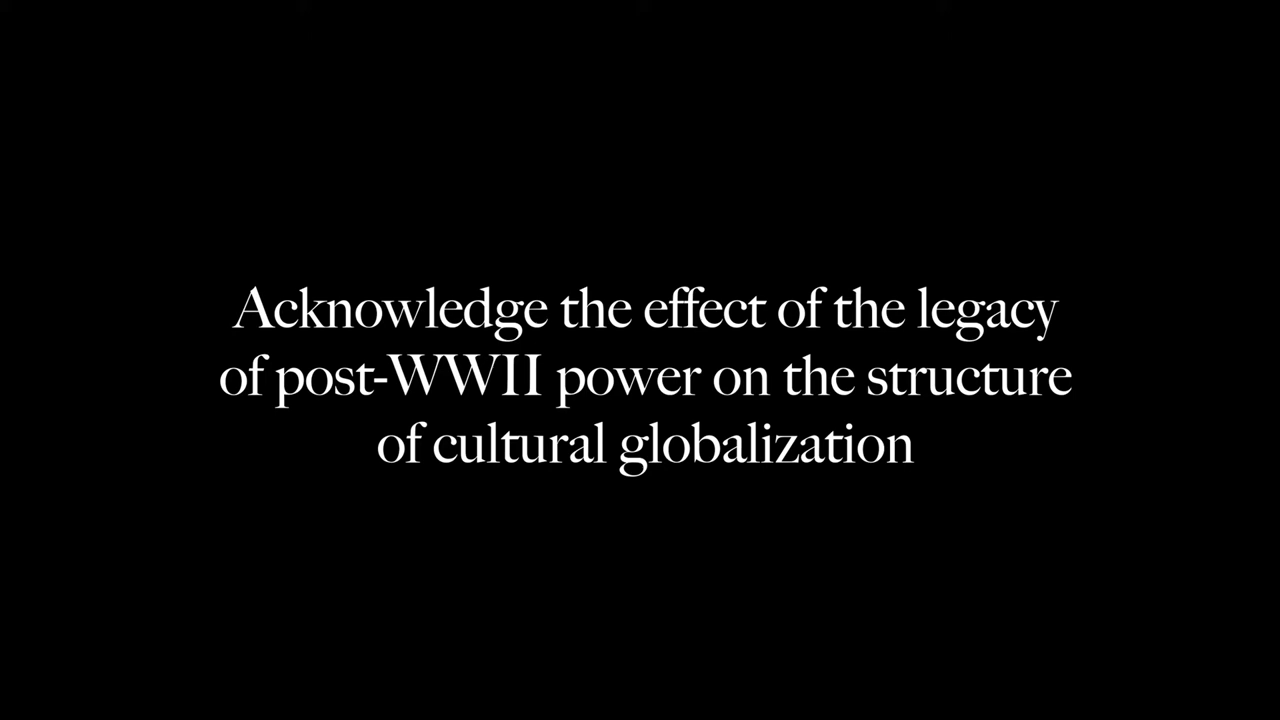 Acknowledge the effect of the legacy
of post-WWII power on the structure
of cultural globalization